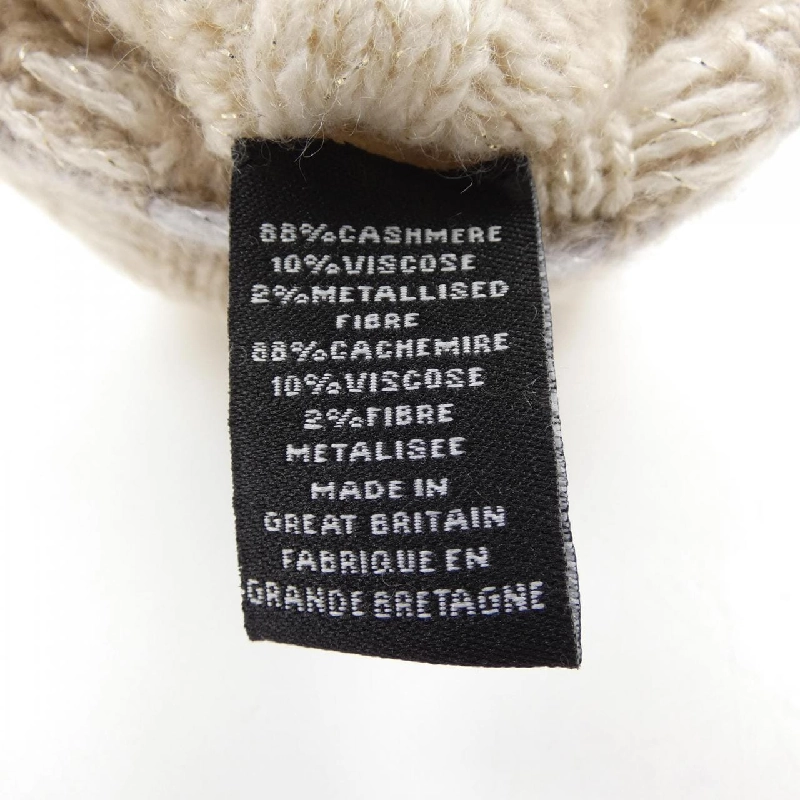 88%CASHMERE
10%VISCOSE
2%METALLISED
FIBRE
88%CACHEMIRE
10%VISCOSE
2%FIBRE
METALISEE
MADE IN
GREAT BRITAIN
FABRIQUE EN
GRANDE BRETAGNE